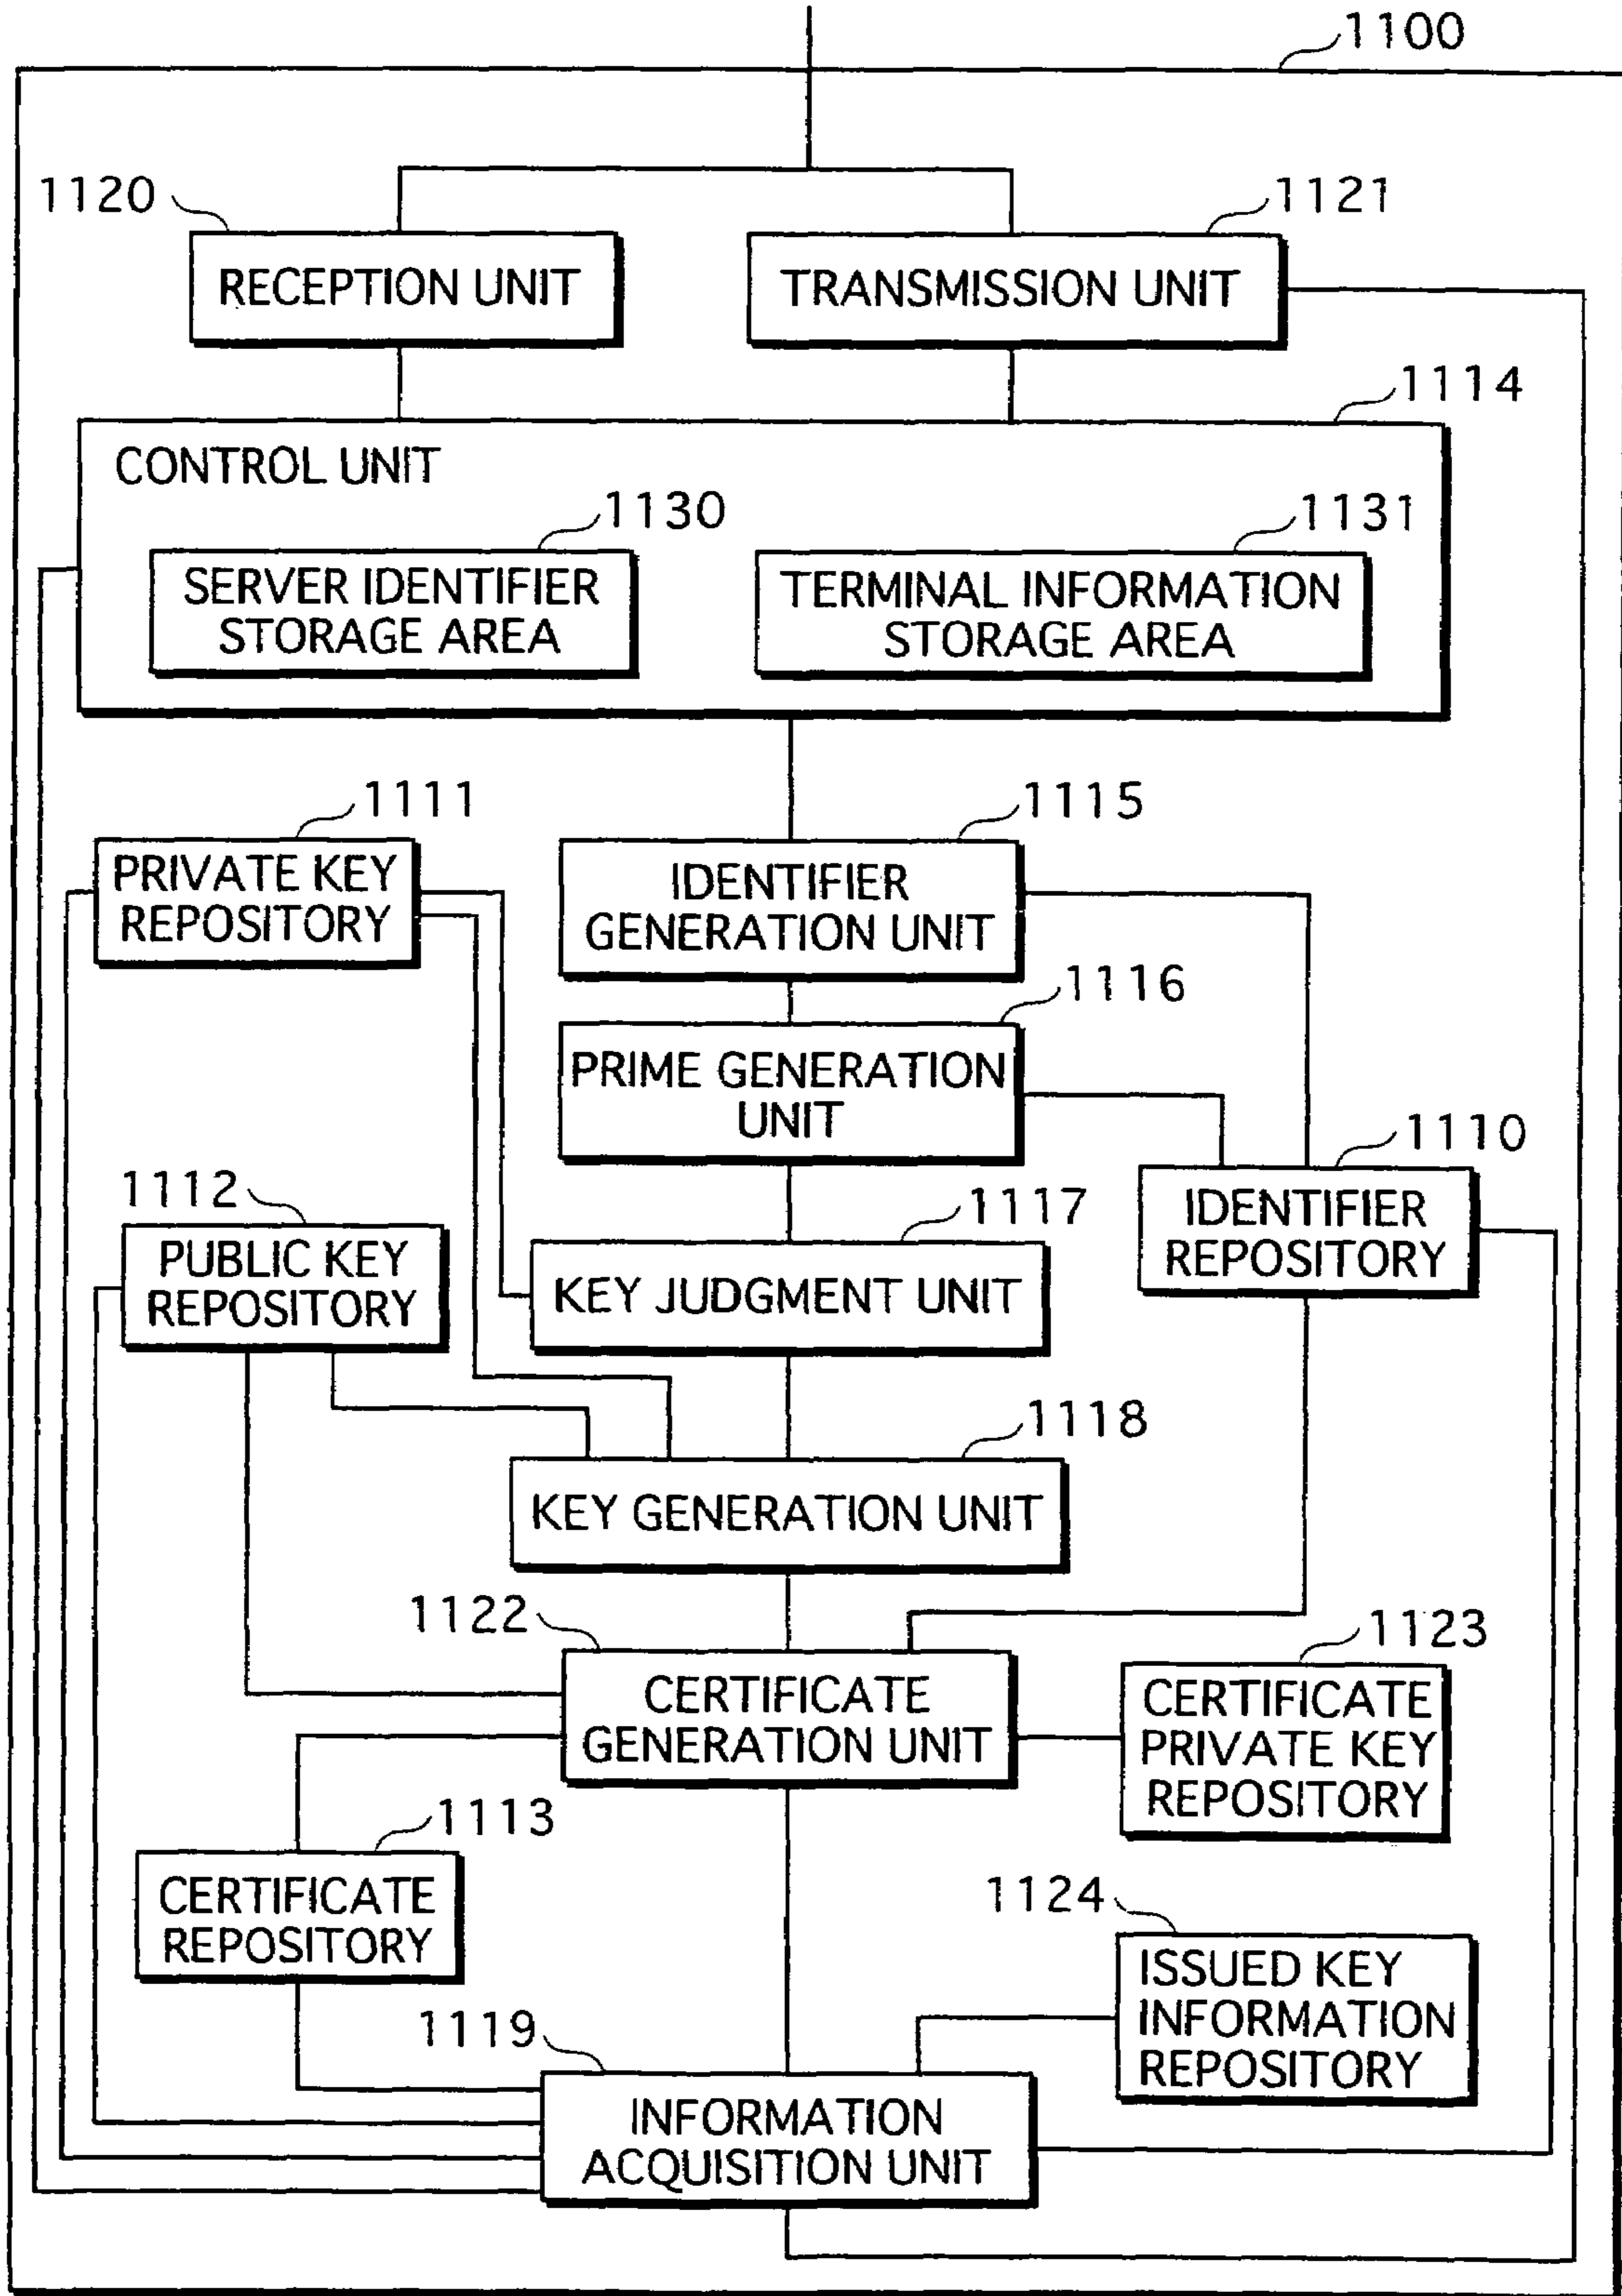 1100
1120
1121
RECEPTION UNIT
TRANSMISSION UNIT
1114
CONTROL UNIT
1130
1131
SERVER IDENTIFIER
STORAGE AREA
TERMINAL INFORMATION
STORAGE AREA
1111
1115
PRIVATE KEY
REPOSITORY
IDENTIFIER
GENERATION UNIT
1116
PRIME GENERATION
UNIT
1110
1112
IDENTIFIER
REPOSITORY
1117
PUBLIC KEY
REPOSITORY
KEY JUDGMENT UNIT
1118
KEY GENERATION UNIT
1122
1123
CERTIFICATE
GENERATION UNIT
CERTIFICATE
PRIVATE KEY
REPOSITORY
1113
CERTIFICATE
REPOSITORY
1124
ISSUED KEY
INFORMATION
REPOSITORY
1119
INFORMATION
ACQUISITION UNIT